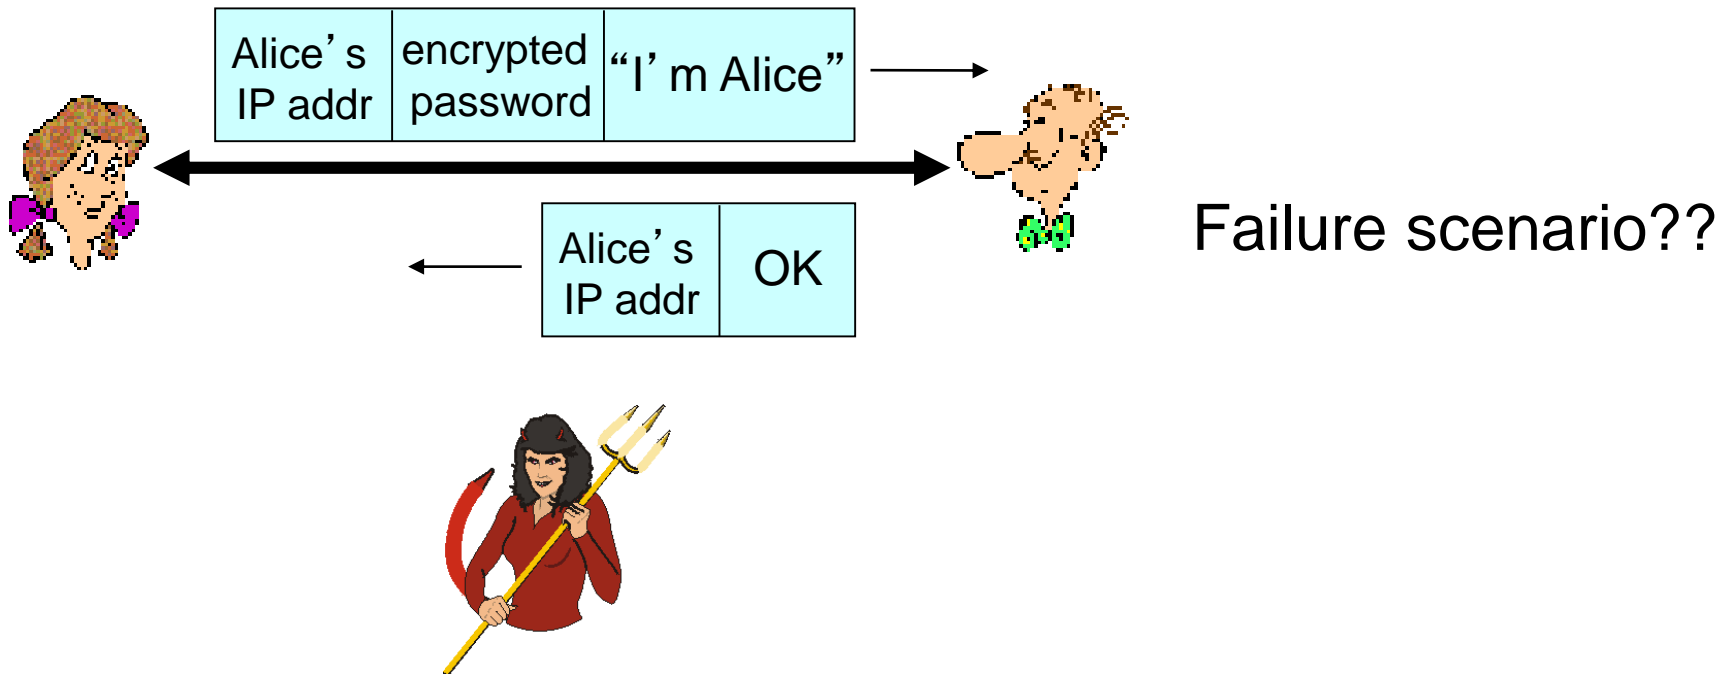 Alice’s
IP addr
encrypted
password
“I’m Alice”
Alice’s
IP addr
OK
Failure scenario??